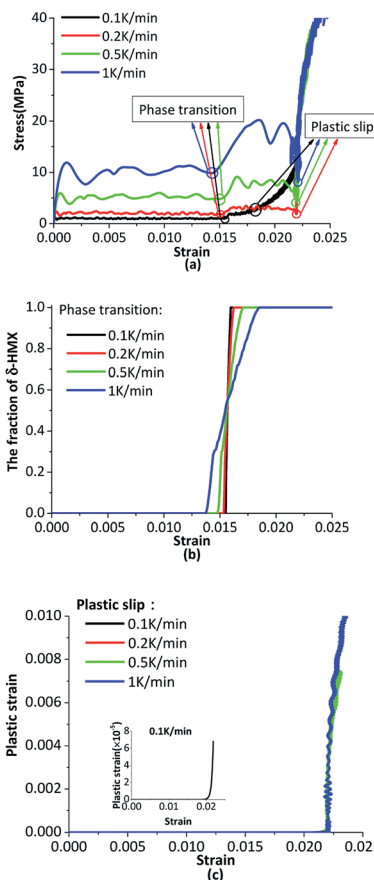 0.1K/min
0.2K/min
0.5K/min
1K/min
Phase transition
Plastic slip
Stress(MPa)
40
30
20
10
0
0.000 0.005 0.010 0.015 0.020 0.025
Strain
(a)
Phase transition:
0.1K/min
0.2K/min
0.5K/min
1K/min
The fraction of δ-HMX
1.0
0.8
0.6
0.4
0.2
0.0
0.000 0.005 0.010 0.015 0.020 0.025
Strain
(b)
Plastic slip：
0.1K/min
0.2K/min
0.5K/min
1K/min
Plastic strain
0.010
0.008
0.006
0.004
0.002
0.000
0.1K/min
Plastic strain(×10⁻⁵)
8
4
0
0.00 0.01 0.02
Strain
0.000 0.005 0.010 0.015 0.020 0.02
Strain
(c)